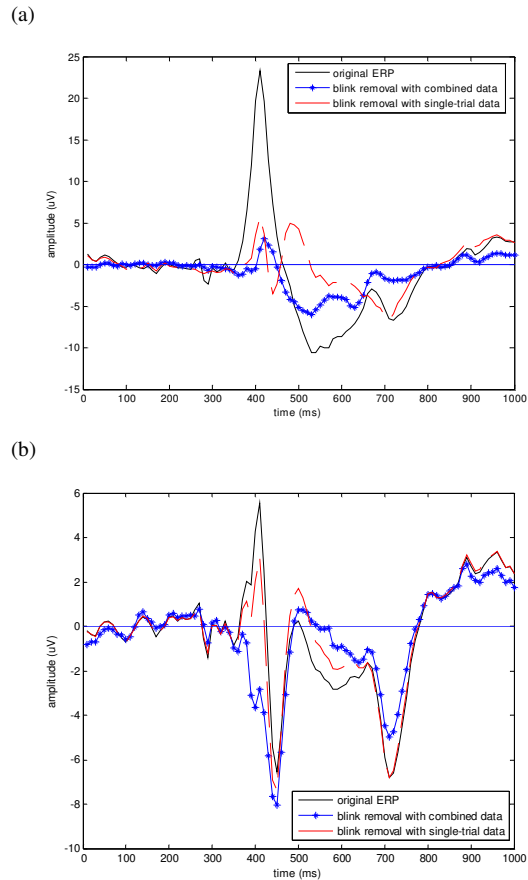 (a)
25
20
15
10
5
0
-5
-10
-15
amplitude (uV)
original ERP
blink removal with combined data
blink removal with single-trial data
0 100 200 300 400 500 600 700 800 900 1000
time (ms)
(b)
6
4
2
0
-2
-4
-6
-8
-10
amplitude (uV)
original ERP
blink removal with combined data
blink removal with single-trial data
0 100 200 300 400 500 600 700 800 900 1000
time (ms)